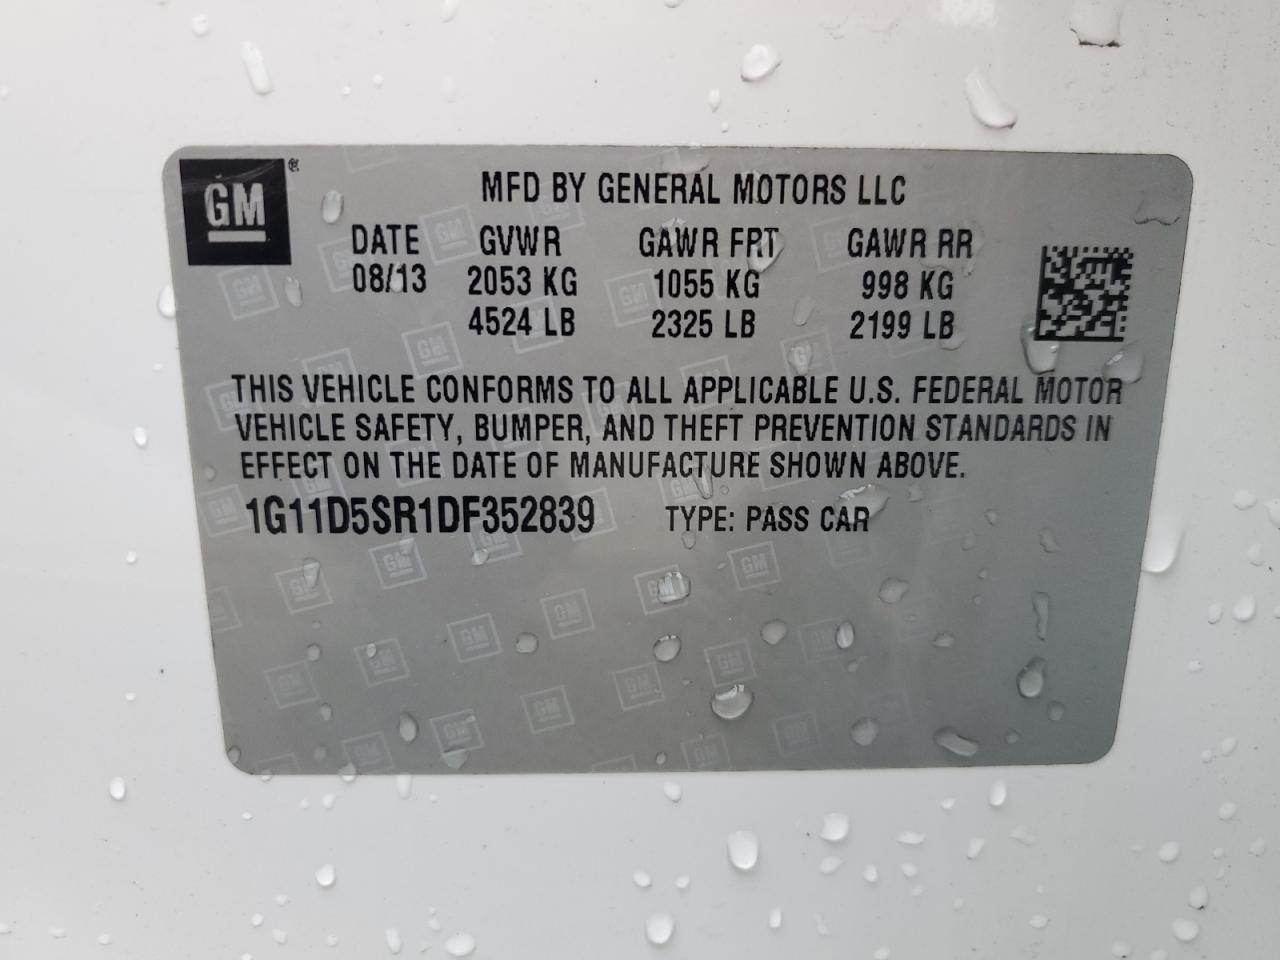 GM ®
MFD BY GENERAL MOTORS LLC
DATE GVWR GAWR FRT GAWR RR
08/13 2053 KG 1055 KG 998 KG
4524 LB 2325 LB 2199 LB
THIS VEHICLE CONFORMS TO ALL APPLICABLE U.S. FEDERAL MOTOR
VEHICLE SAFETY, BUMPER, AND THEFT PREVENTION STANDARDS IN
EFFECT ON THE DATE OF MANUFACTURE SHOWN ABOVE.
1G11D5SR1DF352839 TYPE: PASS CAR